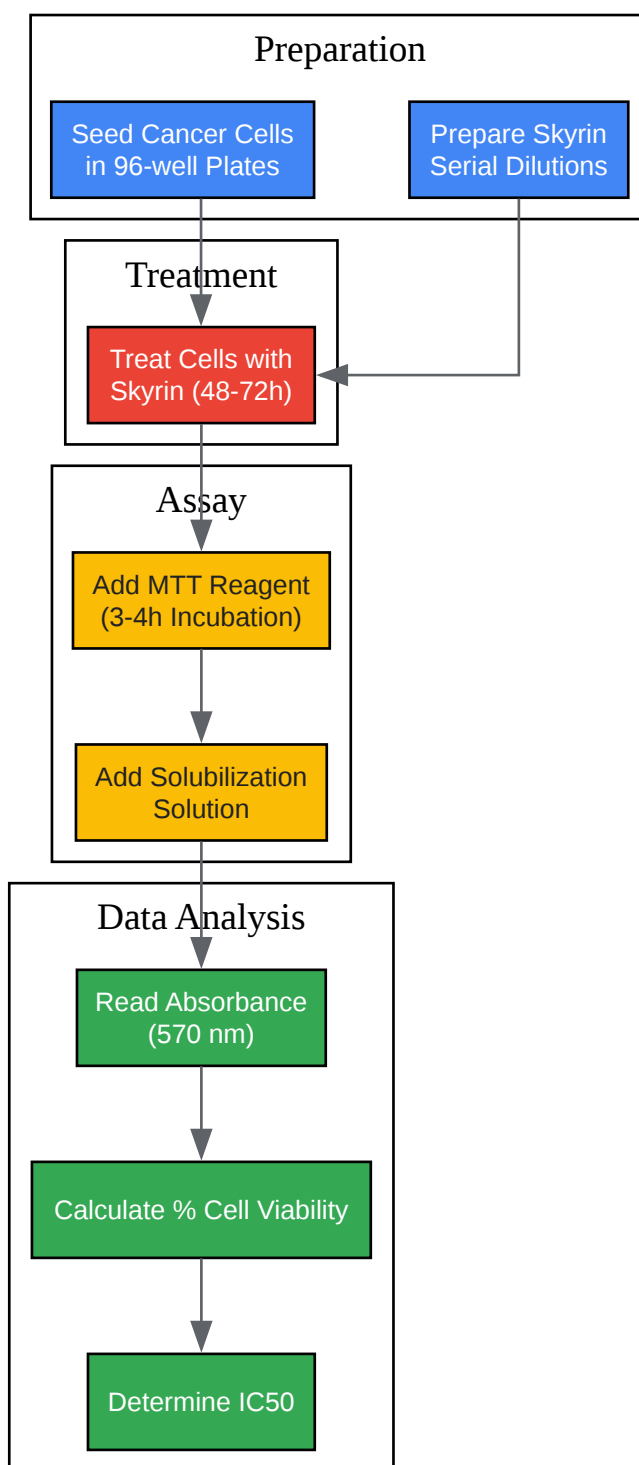 Preparation
Seed Cancer Cells
in 96-well Plates
Prepare Skyrin
Serial Dilutions
Treatment
Treat Cells with
Skyrin (48-72h)
Assay
Add MTT Reagent
(3-4h Incubation)
Add Solubilization
Solution
Data Analysis
Read Absorbance
(570 nm)
Calculate % Cell Viability
Determine IC50